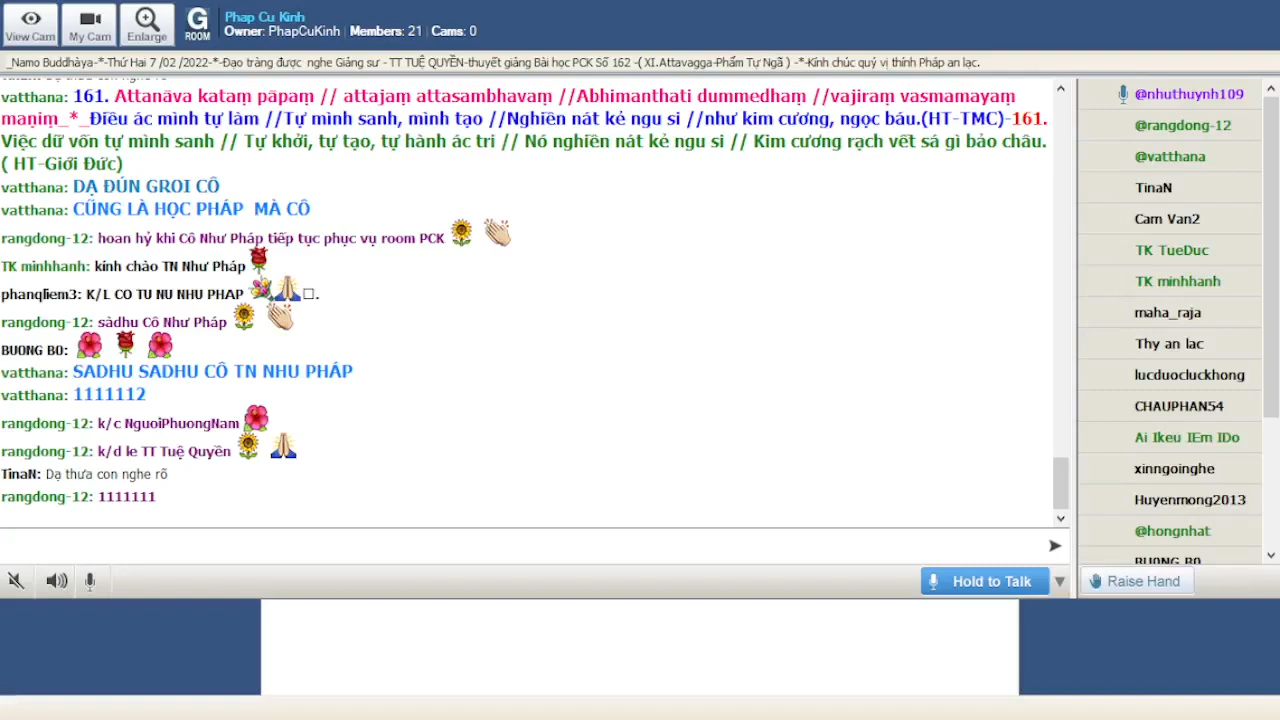 View Cam
My Cam
Enlarge
G
ROOM
Phap Cu Kinh
Owner: PhapCuKinh | Members: 21 | Cams: 0
_Namo Buddhàya-*-Thứ Hai 7 /02 /2022-*-Đạo tràng được nghe Giảng sư - TT TUỆ QUYỀN-thuyết giảng Bài học PCK Số 162 -( XI.Attavagga-Phẩm Tự Ngã ) -*-Kính chúc quý vị thính Pháp an lạc.
vatthana: 161. Attanāva kataṃ pāpaṃ // attajaṃ attasambhavaṃ //Abhimanthati dummedhaṃ //vajiraṃ vasmamayaṃ
maṇiṃ_*_Điều ác mình tự làm //Tự mình sanh, mình tạo //Nghiền nát kẻ ngu si //như kim cương, ngọc báu.(HT-TMC)-161.
Việc dữ vốn tự mình sanh // Tự khởi, tự tạo, tự hành ác tri // Nó nghiền nát kẻ ngu si // Kim cương rạch vết sá gì bảo châu.
( HT-Giới Đức)
vatthana: DẠ ĐÚN GROI CÔ
vatthana: CŨNG LÀ HỌC PHÁP MÀ CÔ
rangdong-12: hoan hỷ khi Cô Như Pháp tiếp tục phục vụ room PCK
TK minhhanh: kính chào TN Như Pháp
phanqliem3: K/L CO TU NU NHU PHAP .
rangdong-12: sàdhu Cô Như Pháp
BUONG BO:
vatthana: SADHU SADHU CÔ TN NHU PHÁP
vatthana: 1111112
rangdong-12: k/c NguoiPhuongNam
rangdong-12: k/d le TT Tuệ Quyền
TinaN: Dạ thưa con nghe rõ
rangdong-12: 1111111
@nhuthuynh109
@rangdong-12
@vatthana
TinaN
Cam Van2
TK TueDuc
TK minhhanh
maha_raja
Thy an lac
lucduocluckhong
CHAUPHAN54
Ai Ikeu IEm IDo
xinngoinghe
Huyenmong2013
@hongnhat
BUONG BO
Hold to Talk
Raise Hand